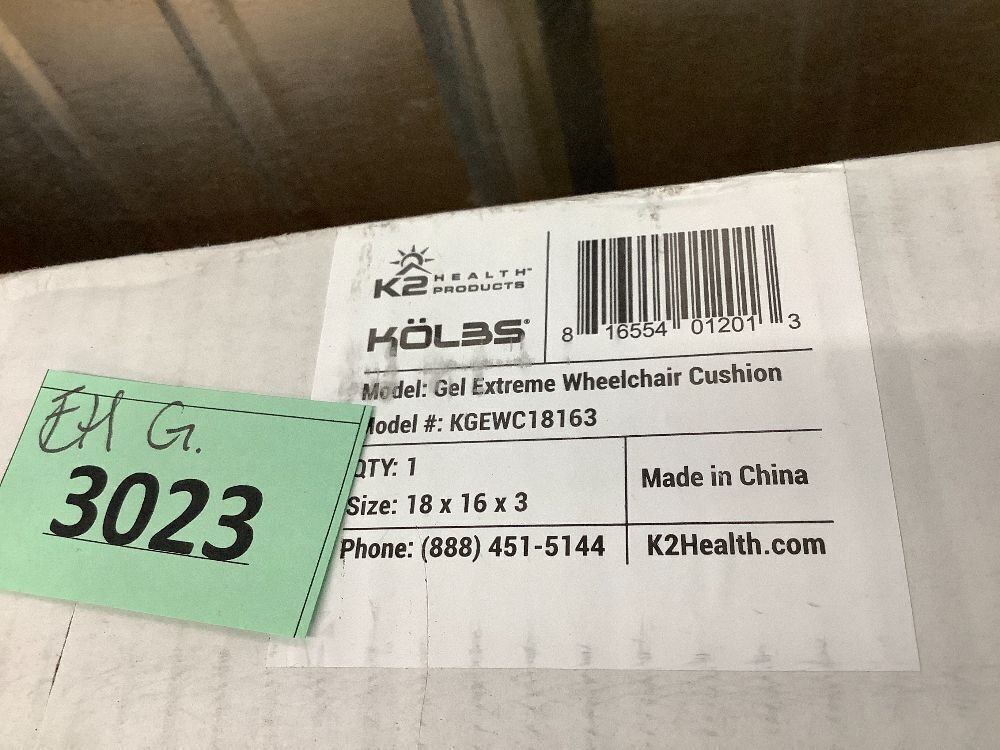 K2 HEALTH™
PRODUCTS
KÖLBS®
8 16554 01201 3
Model: Gel Extreme Wheelchair Cushion
Model #: KGEWC18163
QTY: 1
Size: 18 x 16 x 3
Made in China
Phone: (888) 451-5144
K2Health.com
EH G.
3023